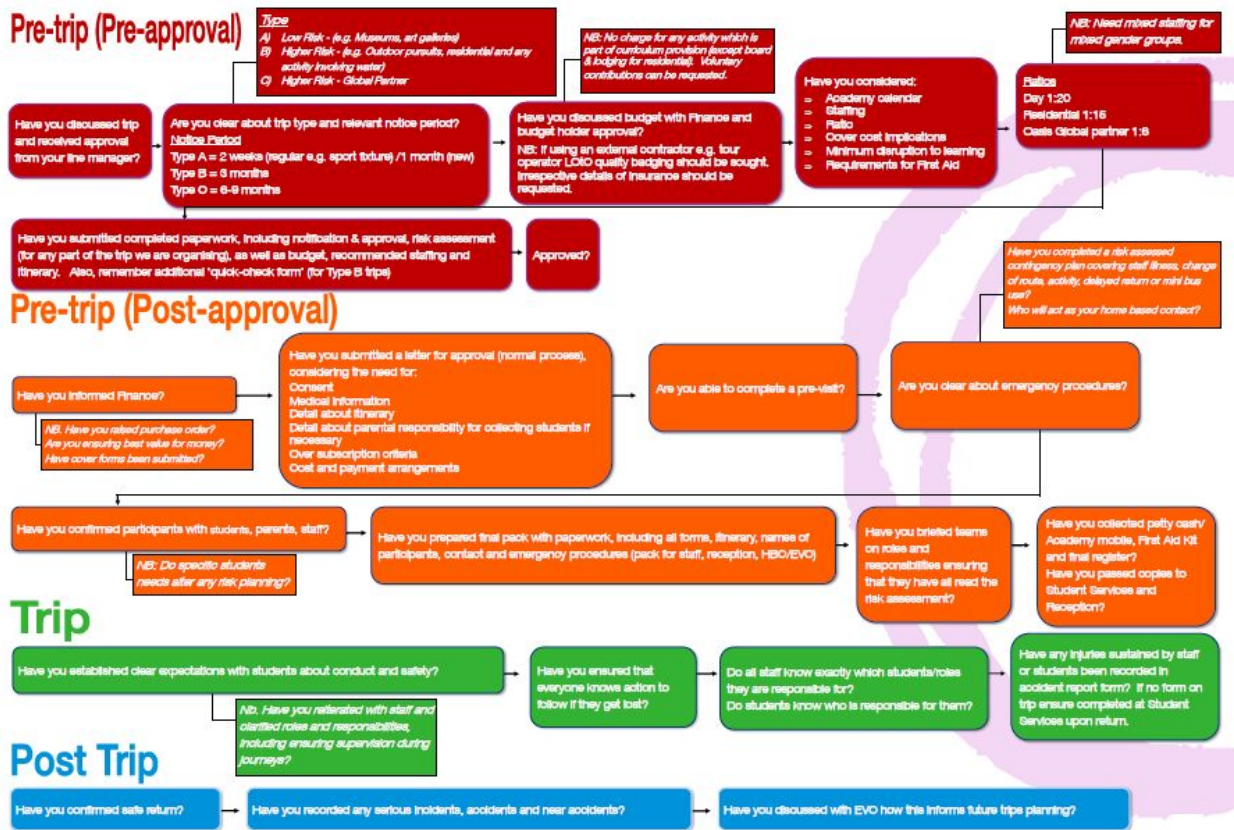 Pre-trip (Pre-approval)
Type
A) Low Risk - (e.g. Museums, art galleries)
B) Higher Risk - (e.g. Outdoor pursuits, residential and any
activity involving water)
C) Higher Risk - Global Partner
NB: No charge for any activity which is
part of curriculum provision (except board
& lodging for residential). Voluntary
contributions can be requested.
NB: Need mixed staffing for
mixed gender groups.
Have you discussed trip
and received approval
from your line manager?
Are you clear about trip type and relevant notice period?
Notice Period
Type A = 2 weeks (regular e.g. sport fixture) /1 month (new)
Type B = 3 months
Type C = 6-9 months
Have you discussed budget with Finance and
budget holder approval?
NB: If using an external contractor e.g. tour
operator LOtO quality badging should be sought.
Irrespective details of insurance should be
requested.
Have you considered:
Academy calendar
Staffing
Ratio
Cover cost implications
Minimum disruption to learning
Requirements for First Aid
Ratios
Day 1:20
Residential 1:15
Oasis Global partner 1:6
Have you submitted completed paperwork, including notification & approval, risk assessment
(for any part of the trip we are organising), as well as budget, recommended staffing and
itinerary. Also, remember additional 'quick-check form' (for Type B trips)
Approved?
Pre-trip (Post-approval)
Have you completed a risk assessed
contingency plan covering staff illness, change
of route, activity, delayed return or mini bus
use?
Who will act as your home based contact?
Have you informed Finance?
NB. Have you raised purchase order?
Are you ensuring best value for money?
Have cover forms been submitted?
Have you submitted a letter for approval (normal process),
considering the need for:
Consent
Medical information
Detail about itinerary
Detail about parental responsibility for collecting students if
necessary
Over subscription criteria
Cost and payment arrangements
Are you able to complete a pre-visit?
Are you clear about emergency procedures?
Have you confirmed participants with students, parents, staff?
NB: Do specific students
needs alter any risk planning?
Have you prepared final pack with paperwork, including all forms, itinerary, names of
participants, contact and emergency procedures (pack for staff, reception, HBC/EVO)
Have you briefed teams
on roles and
responsibilities ensuring
that they have all read the
risk assessment?
Have you collected petty cash/
Academy mobile, First Aid Kit
and final register?
Have you passed copies to
Student Services and
Reception?
Trip
Have you established clear expectations with students about conduct and safety?
Nb. Have you reiterated with staff and
clarified roles and responsibilities,
including ensuring supervision during
journeys?
Have you ensured that
everyone knows action to
follow if they get lost?
Do all staff know exactly which students/roles
they are responsible for?
Do students know who is responsible for them?
Have any injuries sustained by staff
or students been recorded in
accident report form? If no form on
trip ensure completed at Student
Services upon return.
Post Trip
Have you confirmed safe return?
Have you recorded any serious incidents, accidents and near accidents?
Have you discussed with EVO how this informs future trips planning?